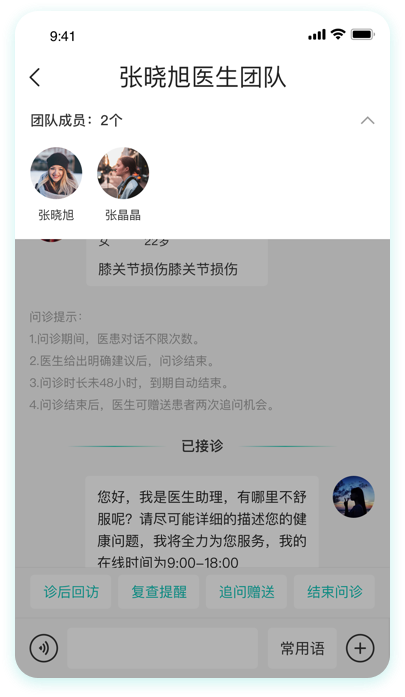 9:41
张晓旭医生团队
团队成员：2个
张晓旭
张晶晶
女 22岁
膝关节损伤膝关节损伤
问诊提示：
1.问诊期间，医患对话不限次数。
2.医生给出明确建议后，问诊结束。
3.问诊时长未48小时，到期自动结束。
4.问诊结束后，医生可赠送患者两次追问机会。
已接诊
您好，我是医生助理，有哪里不舒
服呢？请尽可能详细的描述您的健
康问题，我将全力为您服务，我的
在线时间为9:00-18:00
诊后回访
复查提醒
追问赠送
结束问诊
常用语